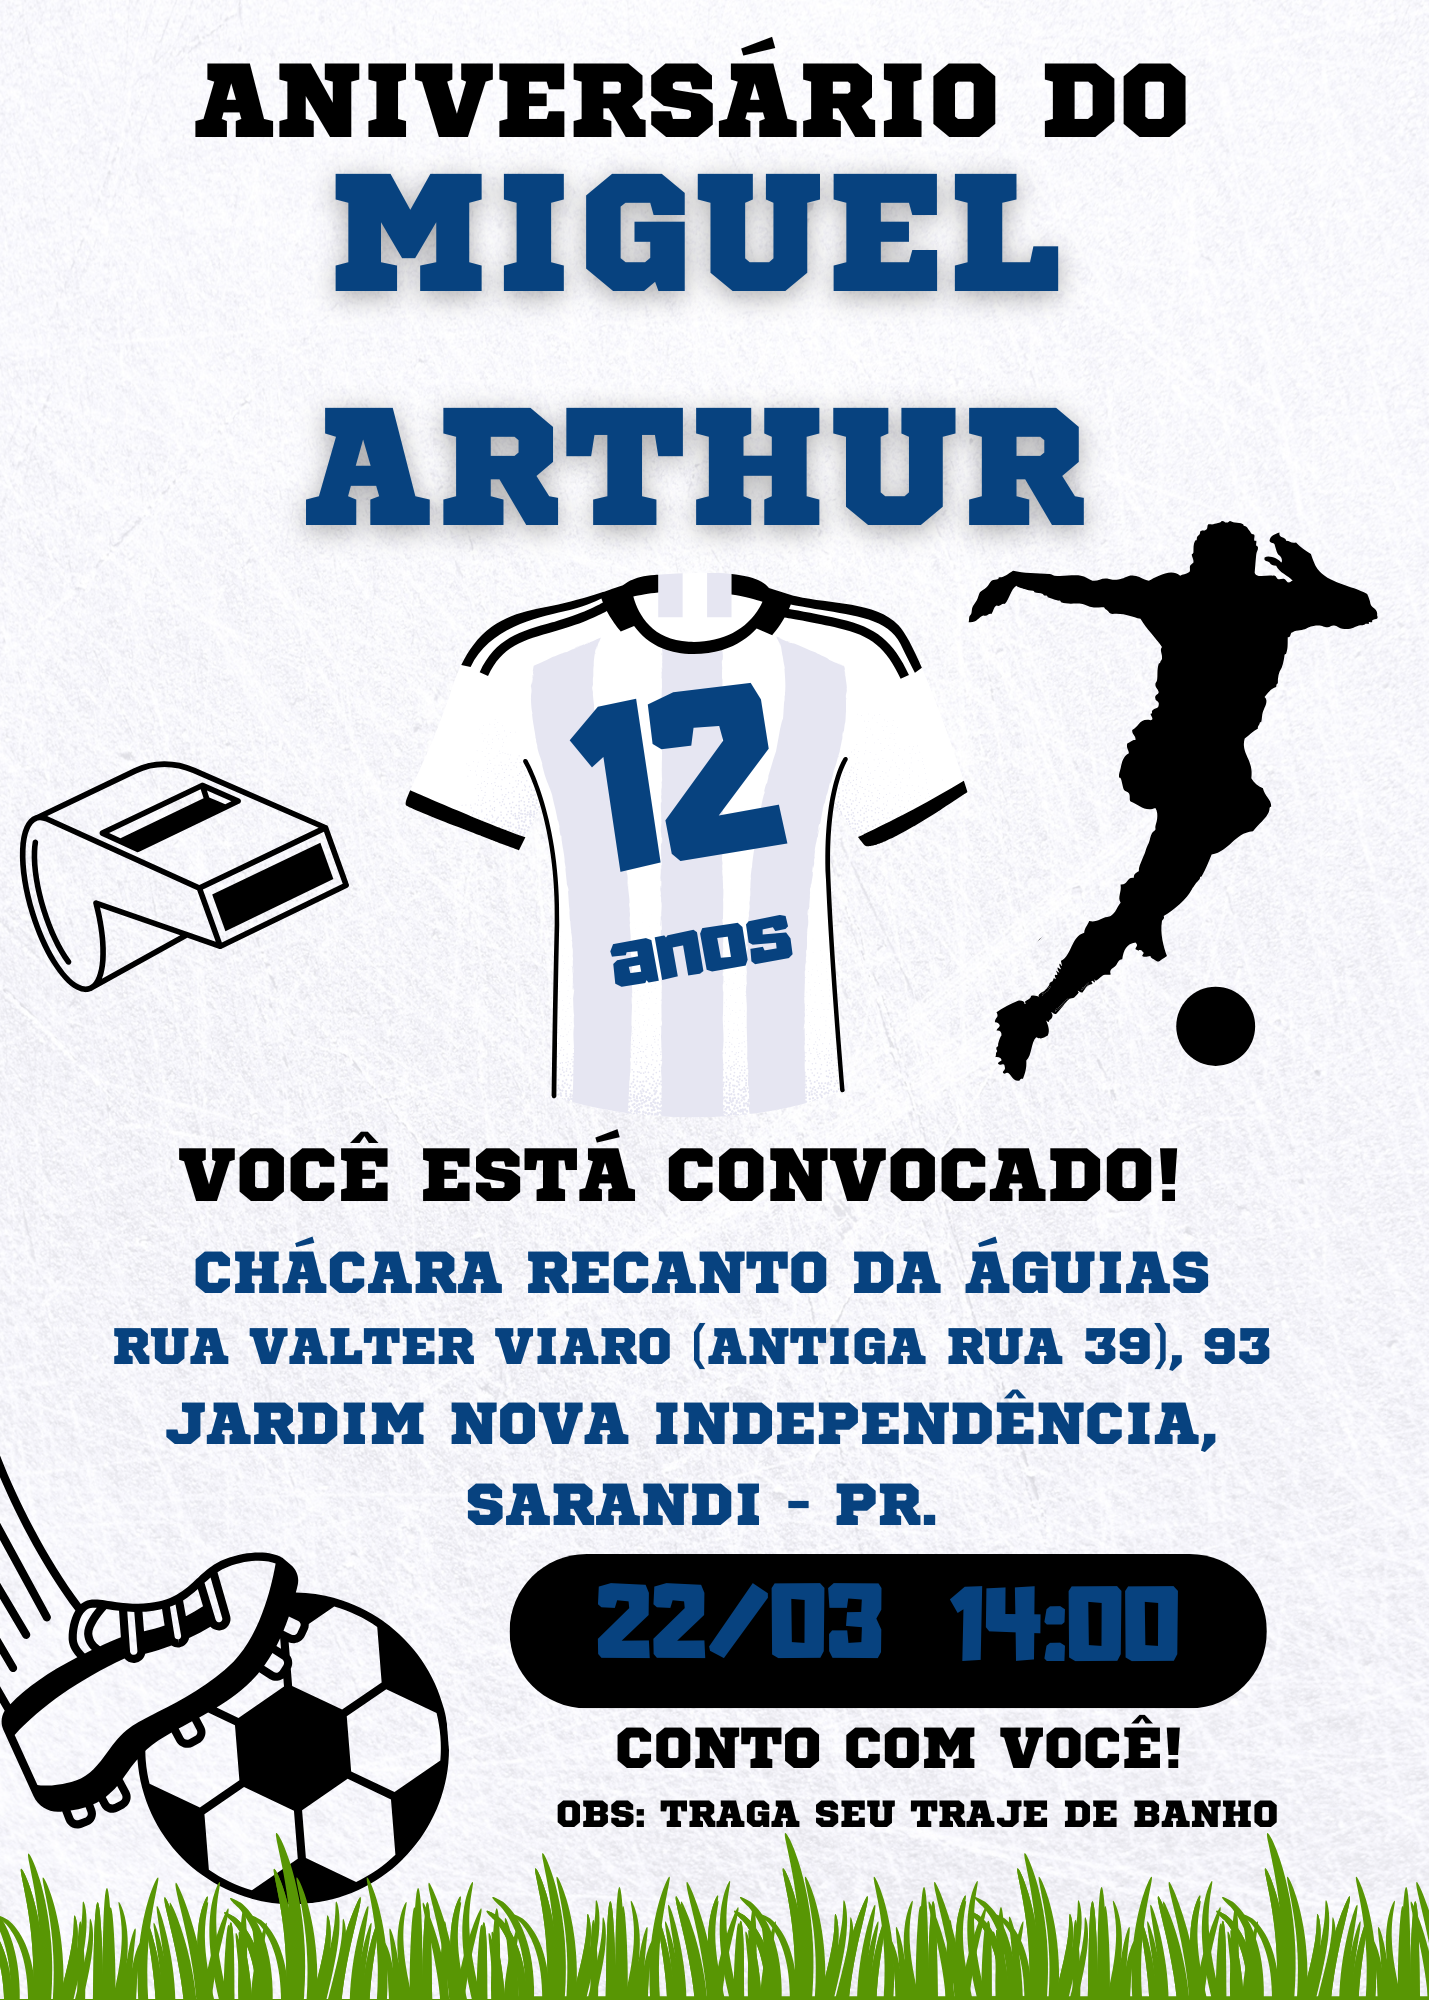 ANIVERSÁRIO DO
MIGUEL
ARTHUR
12
anos
VOCÊ ESTÁ CONVOCADO!
CHÁCARA RECANTO DA ÁGUIAS
RUA VALTER VIARO (ANTIGA RUA 39), 93
JARDIM NOVA INDEPENDÊNCIA,
SARANDI - PR.
22/03 14:00
CONTO COM VOCÊ!
OBS: TRAGA SEU TRAJE DE BANHO